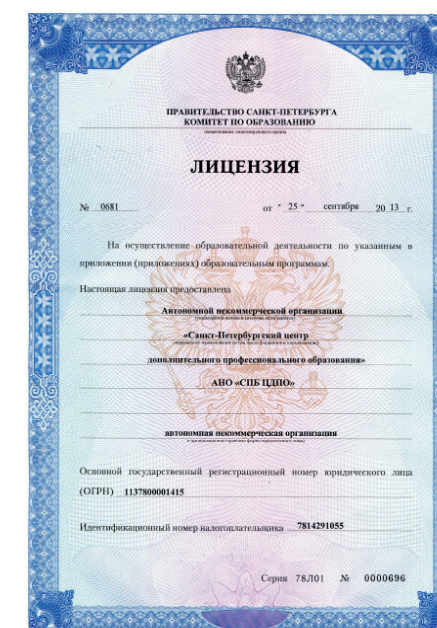 ПРАВИТЕЛЬСТВО САНКТ-ПЕТЕРБУРГА
КОМИТЕТ ПО ОБРАЗОВАНИЮ
наименование лицензирующего органа
ЛИЦЕНЗИЯ
№ 0681 от " 25 " сентября 20 13 г.
На осуществление образовательной деятельности по указанным в
приложении (приложениях) образовательным программам.
Настоящая лицензия предоставлена
Автономной некоммерческой организации
«Санкт-Петербургский центр
дополнительного профессионального образования»
АНО «СПБ ЦДПО»
автономная некоммерческая организация
Основной государственный регистрационный номер юридического лица
(ОГРН) 1137800001415
Идентификационный номер налогоплательщика 7814291055
Серия 78Л01 № 0000696